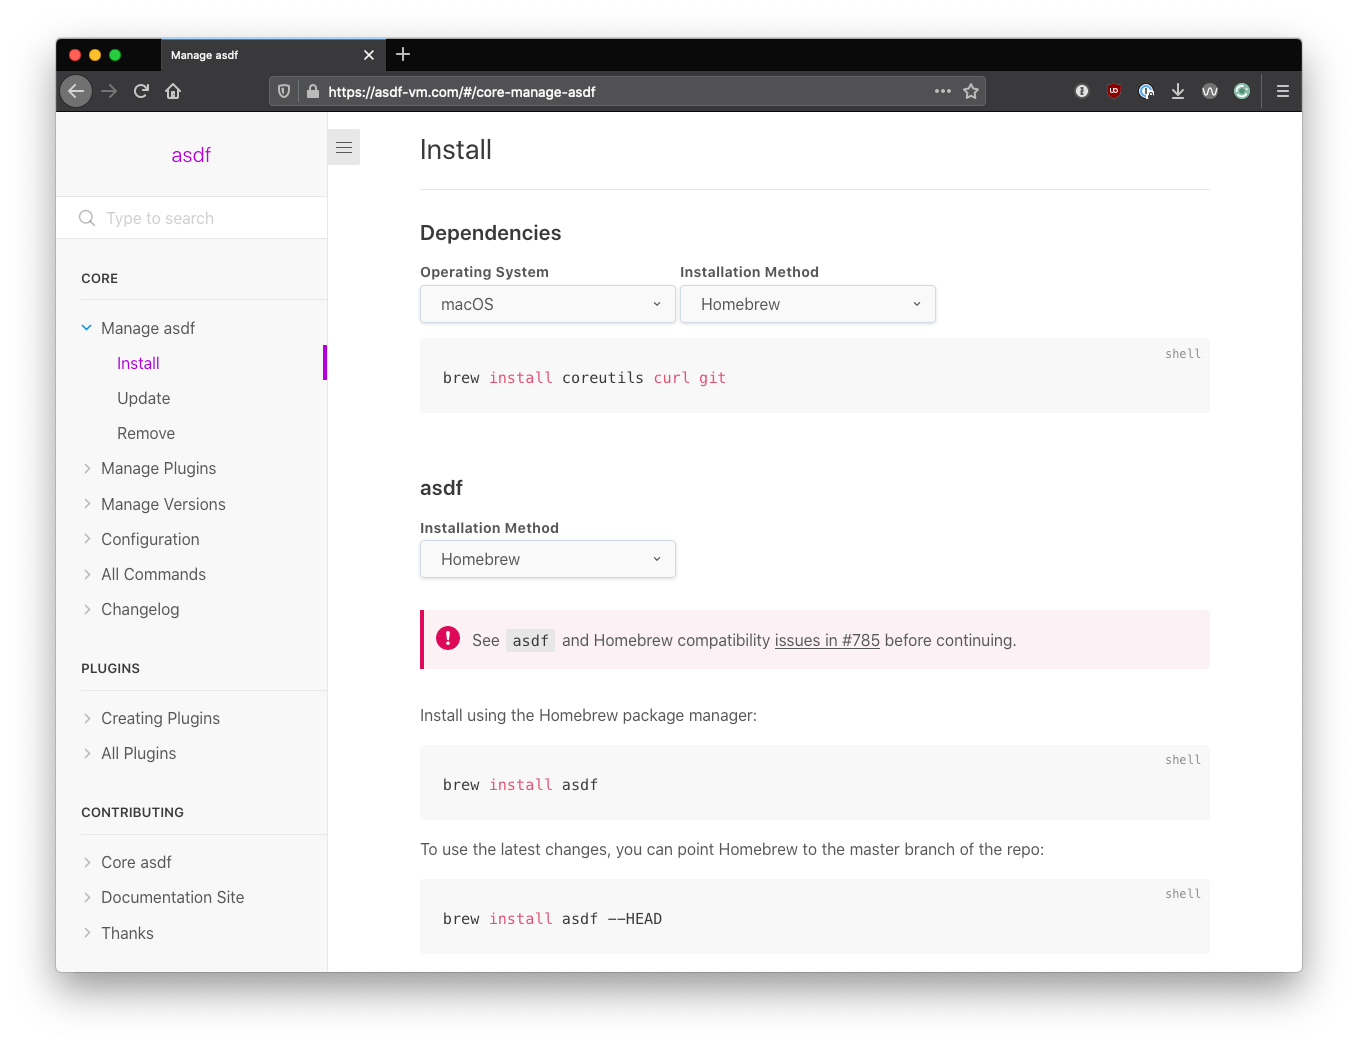 Manage asdf
https://asdf-vm.com/#/core-manage-asdf
asdf
Type to search
CORE
Manage asdf
Install
Update
Remove
Manage Plugins
Manage Versions
Configuration
All Commands
Changelog
PLUGINS
Creating Plugins
All Plugins
CONTRIBUTING
Core asdf
Documentation Site
Thanks
Install
Dependencies
Operating System Installation Method
macOS Homebrew
shell
brew install coreutils curl git
asdf
Installation Method
Homebrew
See asdf and Homebrew compatibility issues in #785 before continuing.
Install using the Homebrew package manager:
shell
brew install asdf
To use the latest changes, you can point Homebrew to the master branch of the repo:
shell
brew install asdf --HEAD